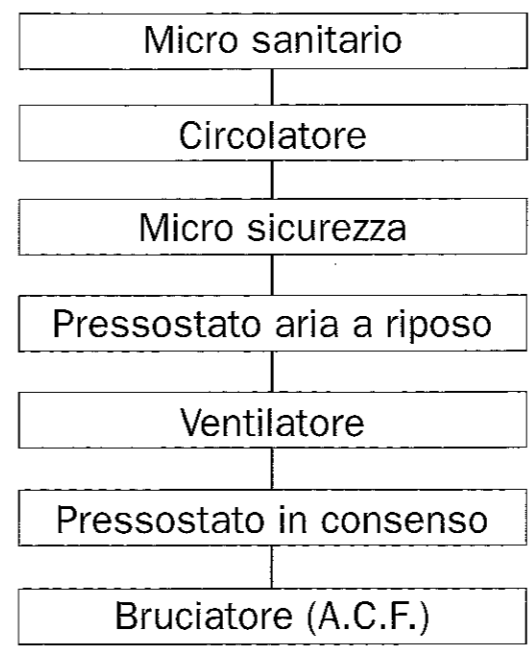 Micro sanitario
Circolatore
Micro sicurezza
Pressostato aria a riposo
Ventilatore
Pressostato in consenso
Bruciatore (A.C.F.)